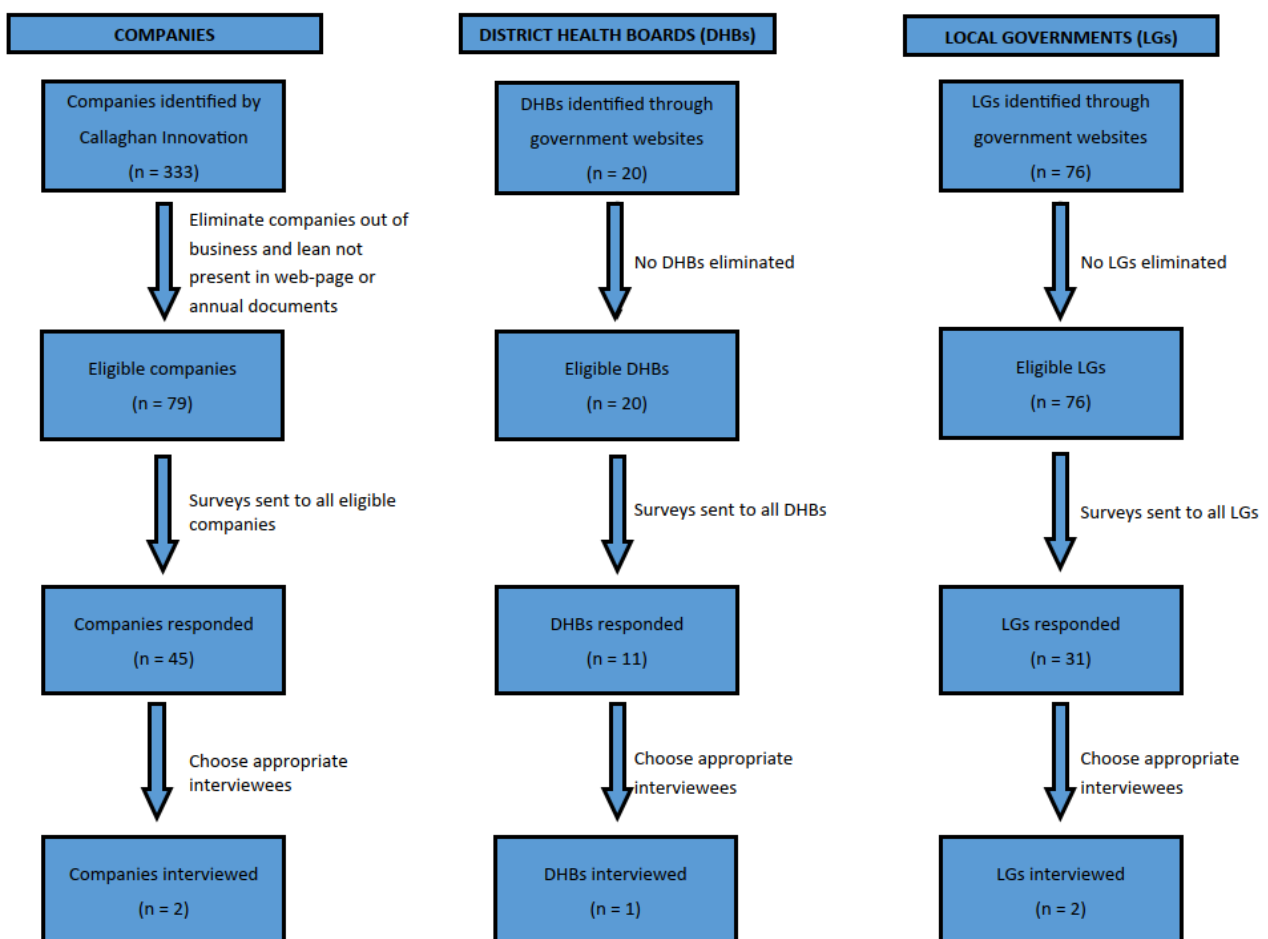 COMPANIES
Companies identified by
Callaghan Innovation
(n = 333)
Eliminate companies out of
business and lean not
present in web-page or
annual documents
Eligible companies
(n = 79)
Surveys sent to all eligible
companies
Companies responded
(n = 45)
Choose appropriate
interviewees
Companies interviewed
(n = 2)
DISTRICT HEALTH BOARDS (DHBs)
DHBs identified through
government websites
(n = 20)
No DHBs eliminated
Eligible DHBs
(n = 20)
Surveys sent to all DHBs
DHBs responded
(n = 11)
Choose appropriate
interviewees
DHBs interviewed
(n = 1)
LOCAL GOVERNMENTS (LGs)
LGs identified through
government websites
(n = 76)
No LGs eliminated
Eligible LGs
(n = 76)
Surveys sent to all LGs
LGs responded
(n = 31)
Choose appropriate
interviewees
LGs interviewed
(n = 2)